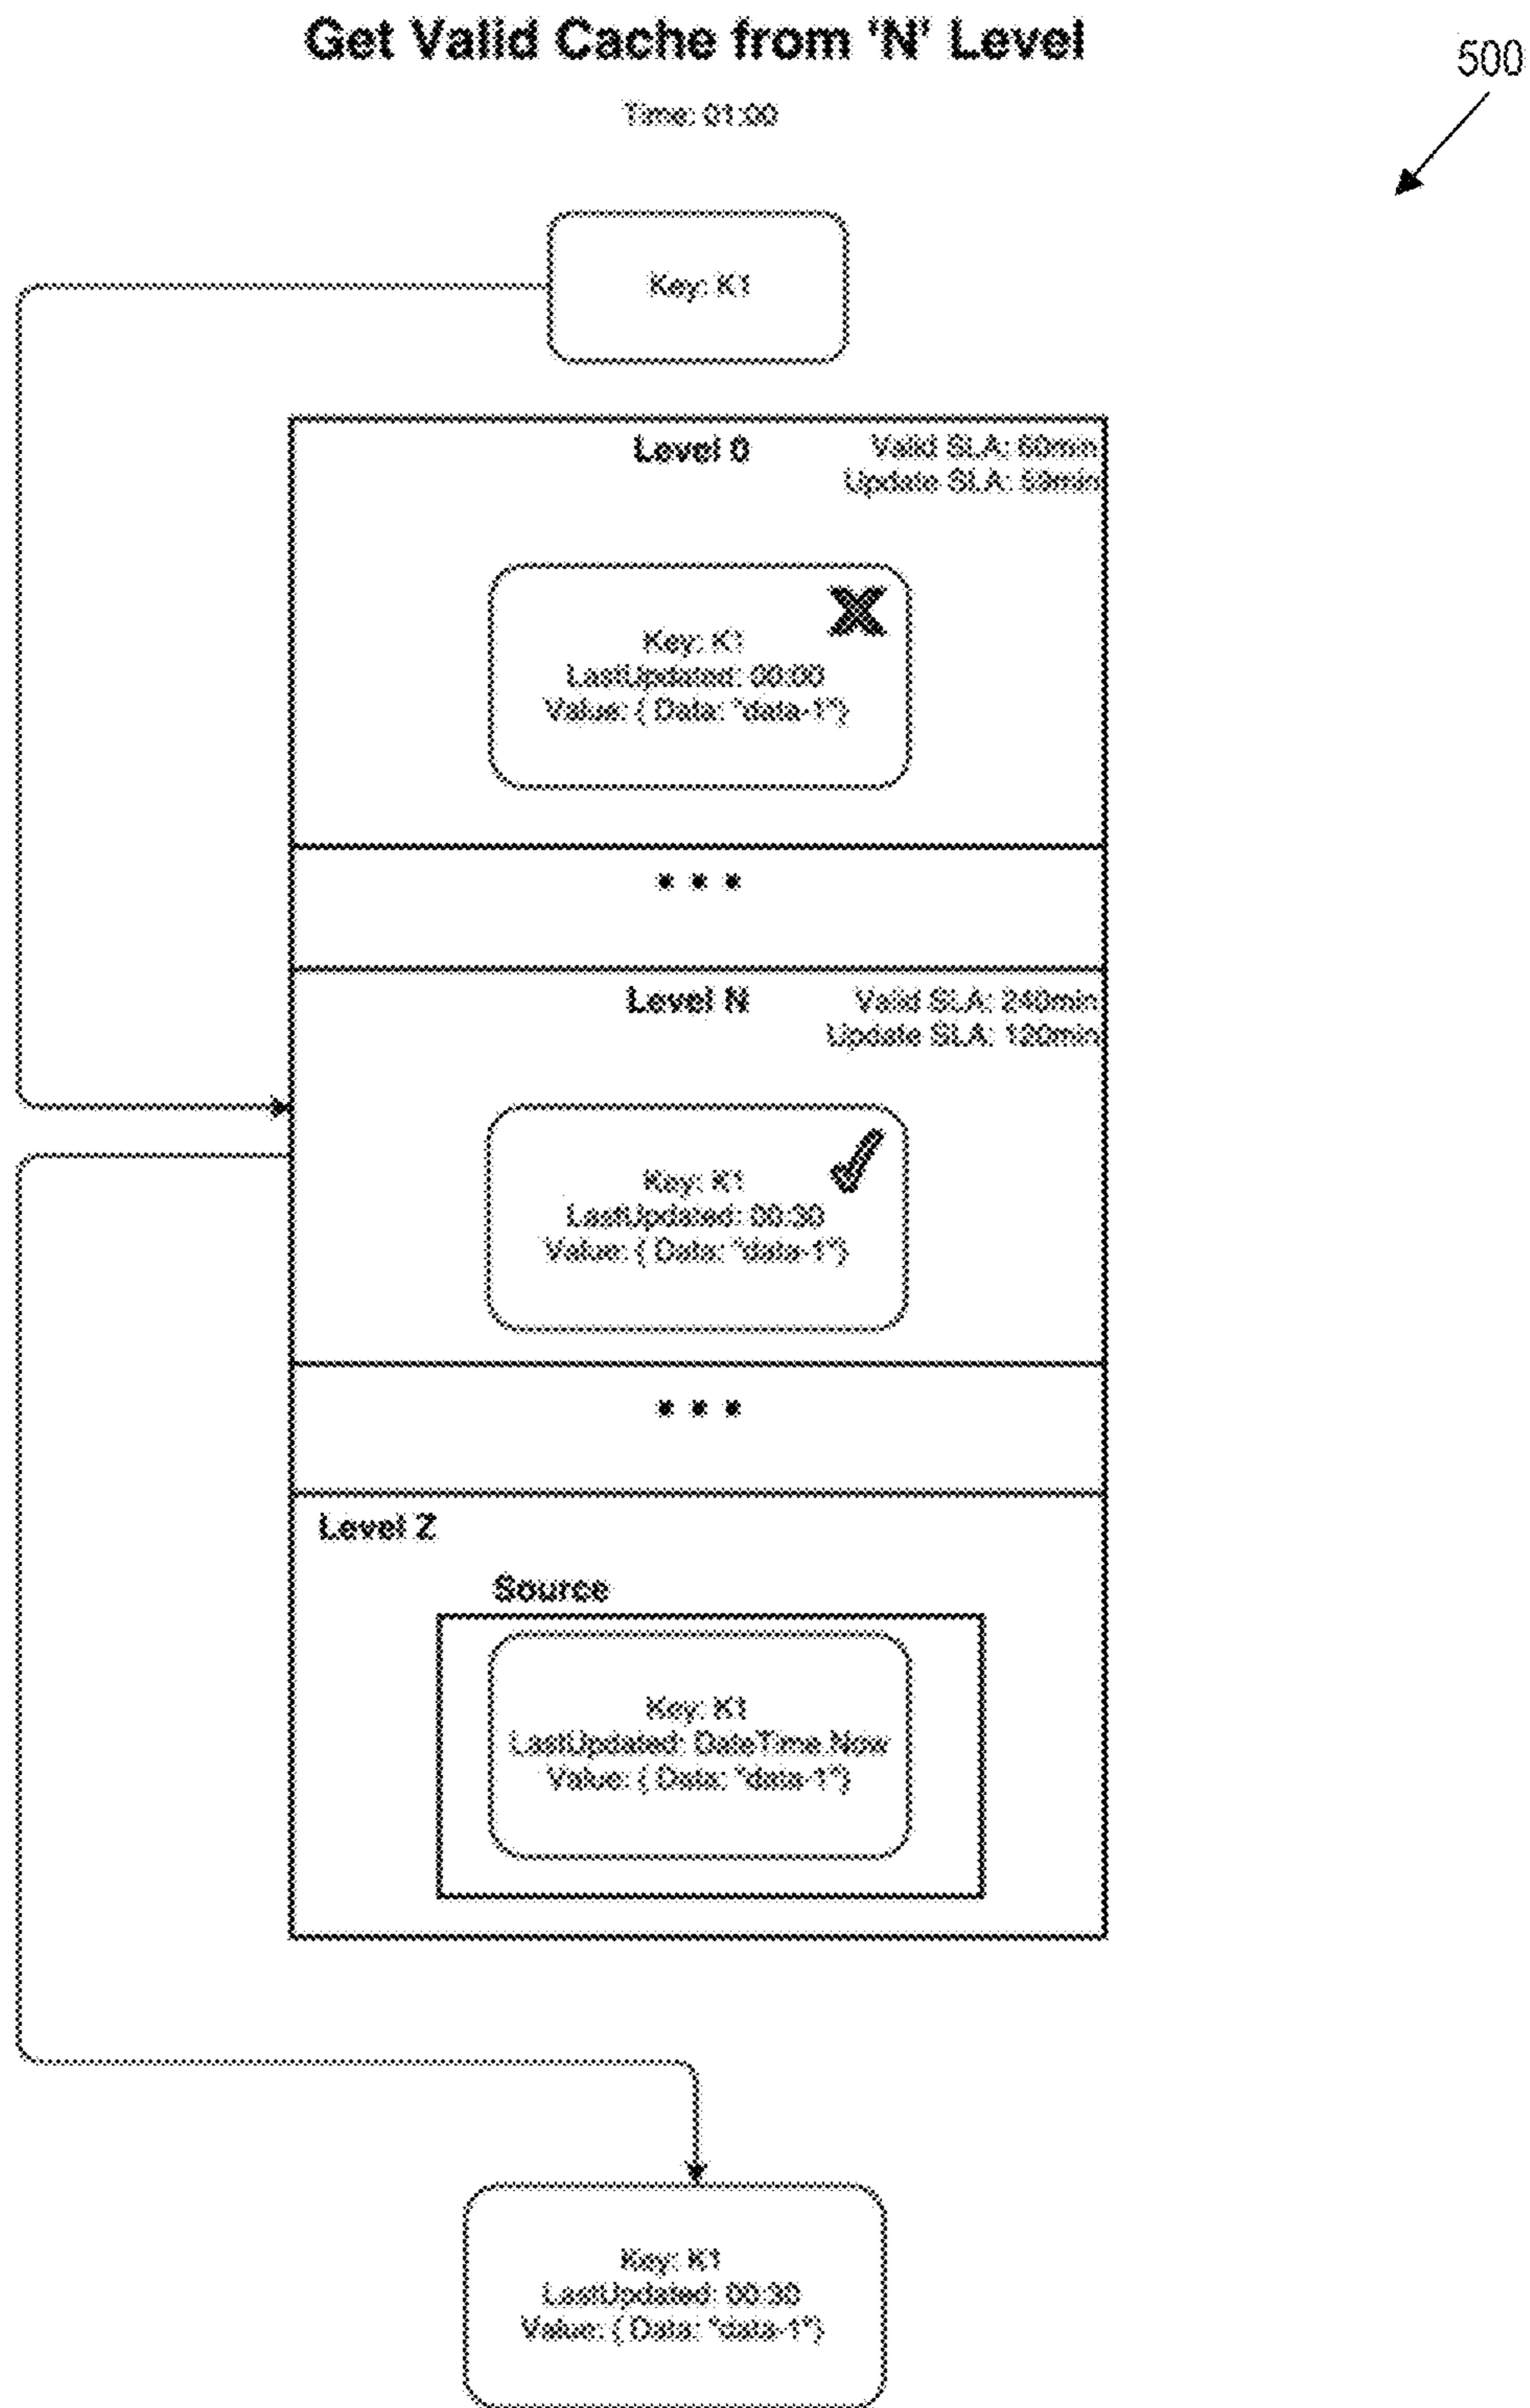 Get Valid Cache from 'N' Level
500
Time: 01:00
Key: K1
Level 0
Valid SLA: 60min
Update SLA: 59min
Key: K1
LastUpdated: 00:00
Value: { Data: "data-1"}
• • •
Level N
Valid SLA: 240min
Update SLA: 120min
Key: K1
LastUpdated: 00:30
Value: { Data: "data-1"}
• • •
Level Z
Source
Key: K1
LastUpdated: DateTime.Now
Value: { Data: "data-1"}
Key: K1
LastUpdated: 00:30
Value: { Data: "data-1"}